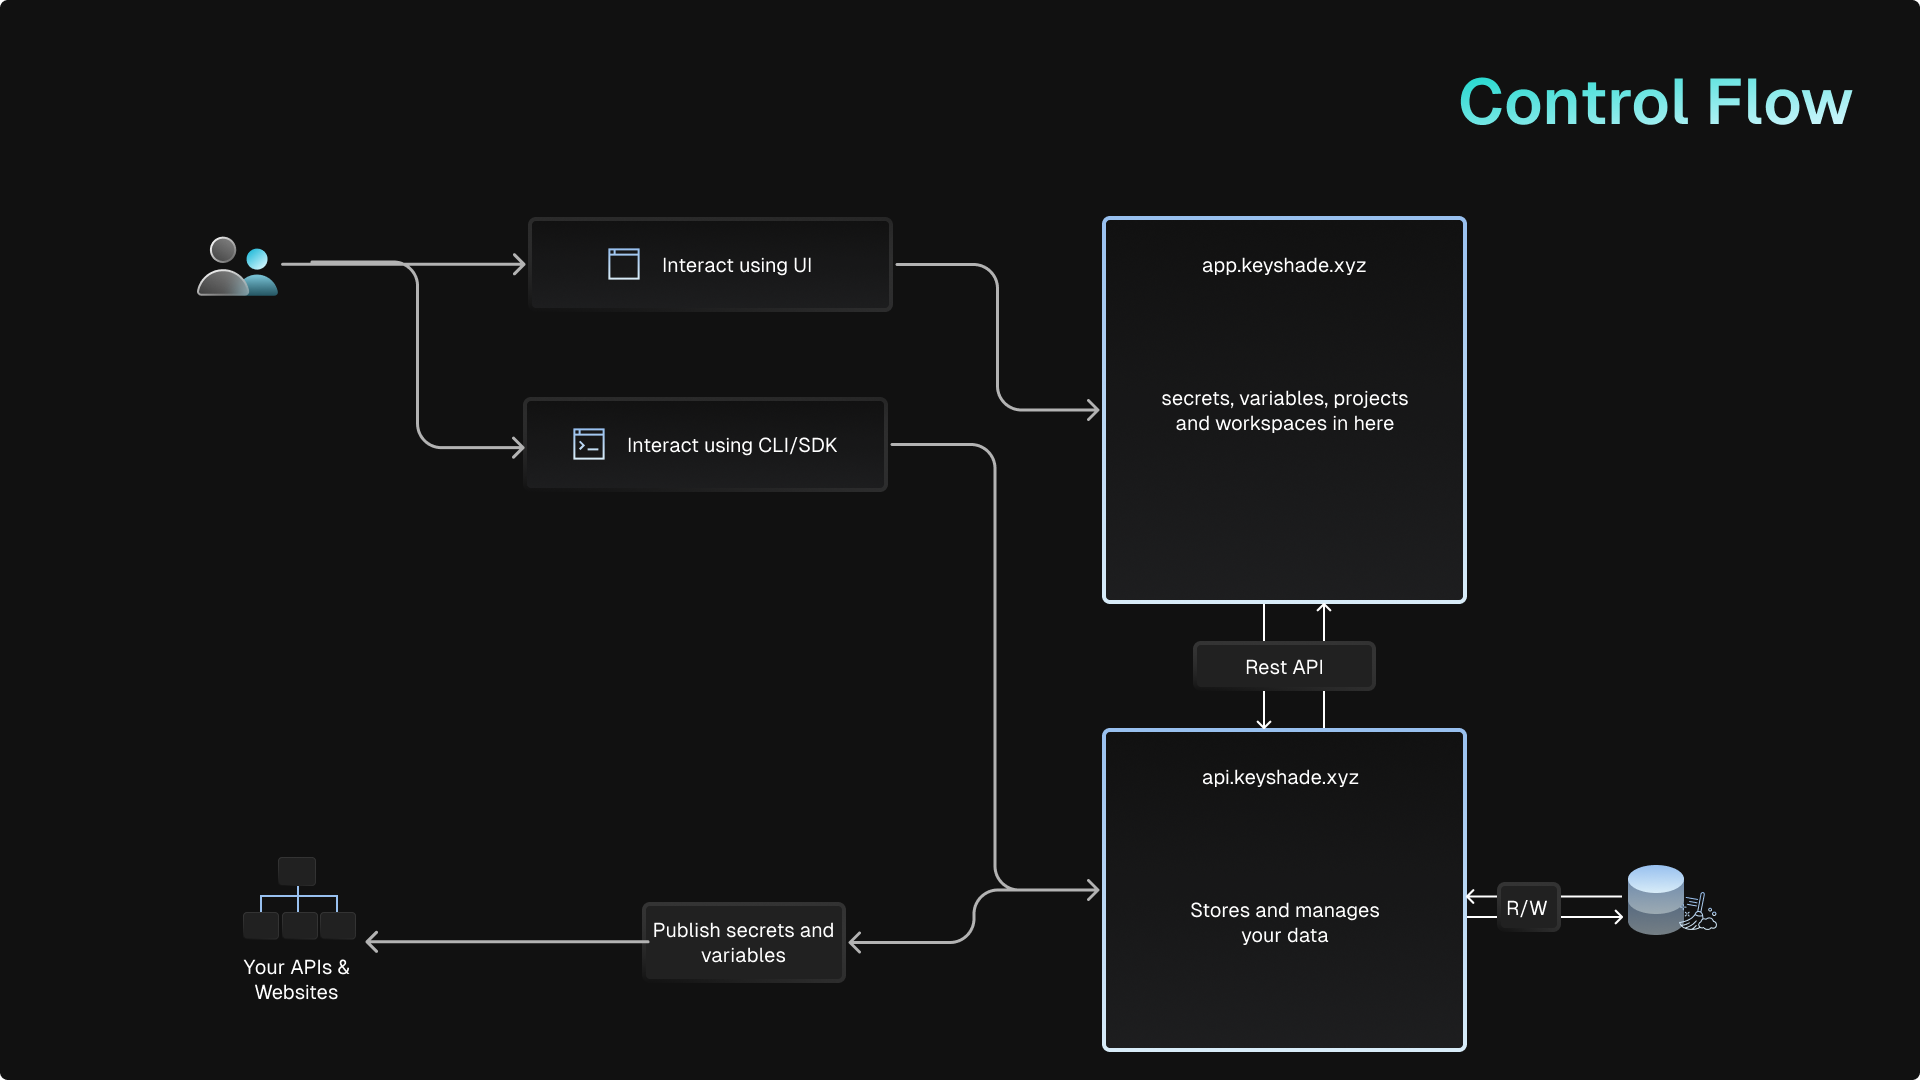 Control Flow
Interact using UI
app.keyshade.xyz
secrets, variables, projects
and workspaces in here
Interact using CLI/SDK
Rest API
api.keyshade.xyz
Stores and manages
your data
R/W
Publish secrets and
variables
Your APIs &
Websites